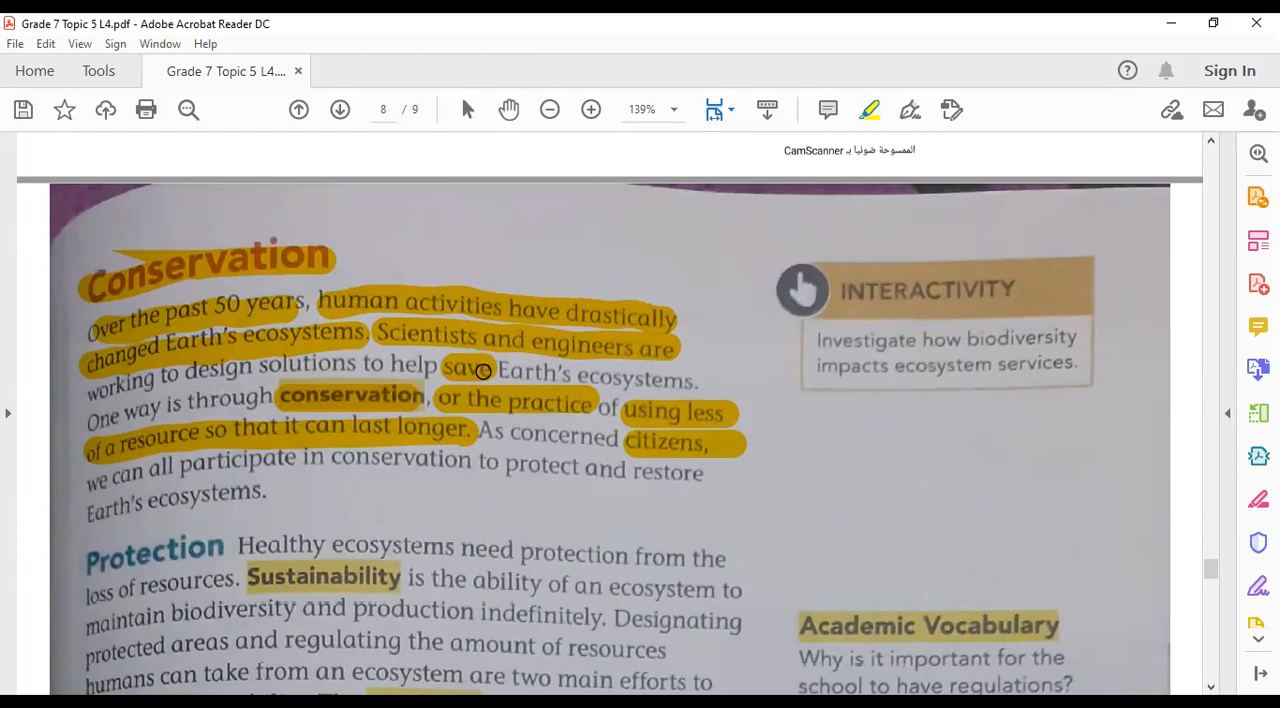 Grade 7 Topic 5 L4.pdf - Adobe Acrobat Reader DC
File Edit View Sign Window Help
Home Tools Grade 7 Topic 5 L4.... × Sign In
8 / 9 139%
الممسوحة ضوئيا بـ CamScanner
Conservation
Over the past 50 years, human activities have drastically
changed Earth's ecosystems. Scientists and engineers are
working to design solutions to help save Earth's ecosystems.
One way is through conservation, or the practice of using less
of a resource so that it can last longer. As concerned citizens,
we can all participate in conservation to protect and restore
Earth's ecosystems.
Protection Healthy ecosystems need protection from the
loss of resources. Sustainability is the ability of an ecosystem to
maintain biodiversity and production indefinitely. Designating
protected areas and regulating the amount of resources
humans can take from an ecosystem are two main efforts to
INTERACTIVITY
Investigate how biodiversity
impacts ecosystem services.
Academic Vocabulary
Why is it important for the
school to have regulations?